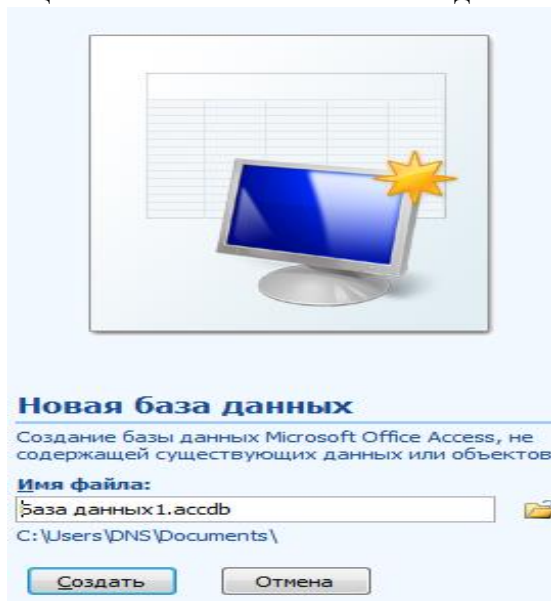 Новая база данных
Создание базы данных Microsoft Office Access, не
содержащей существующих данных или объектов
Имя файла:
База данных1.accdb
C:\Users\DNS\Documents\
Создать Отмена